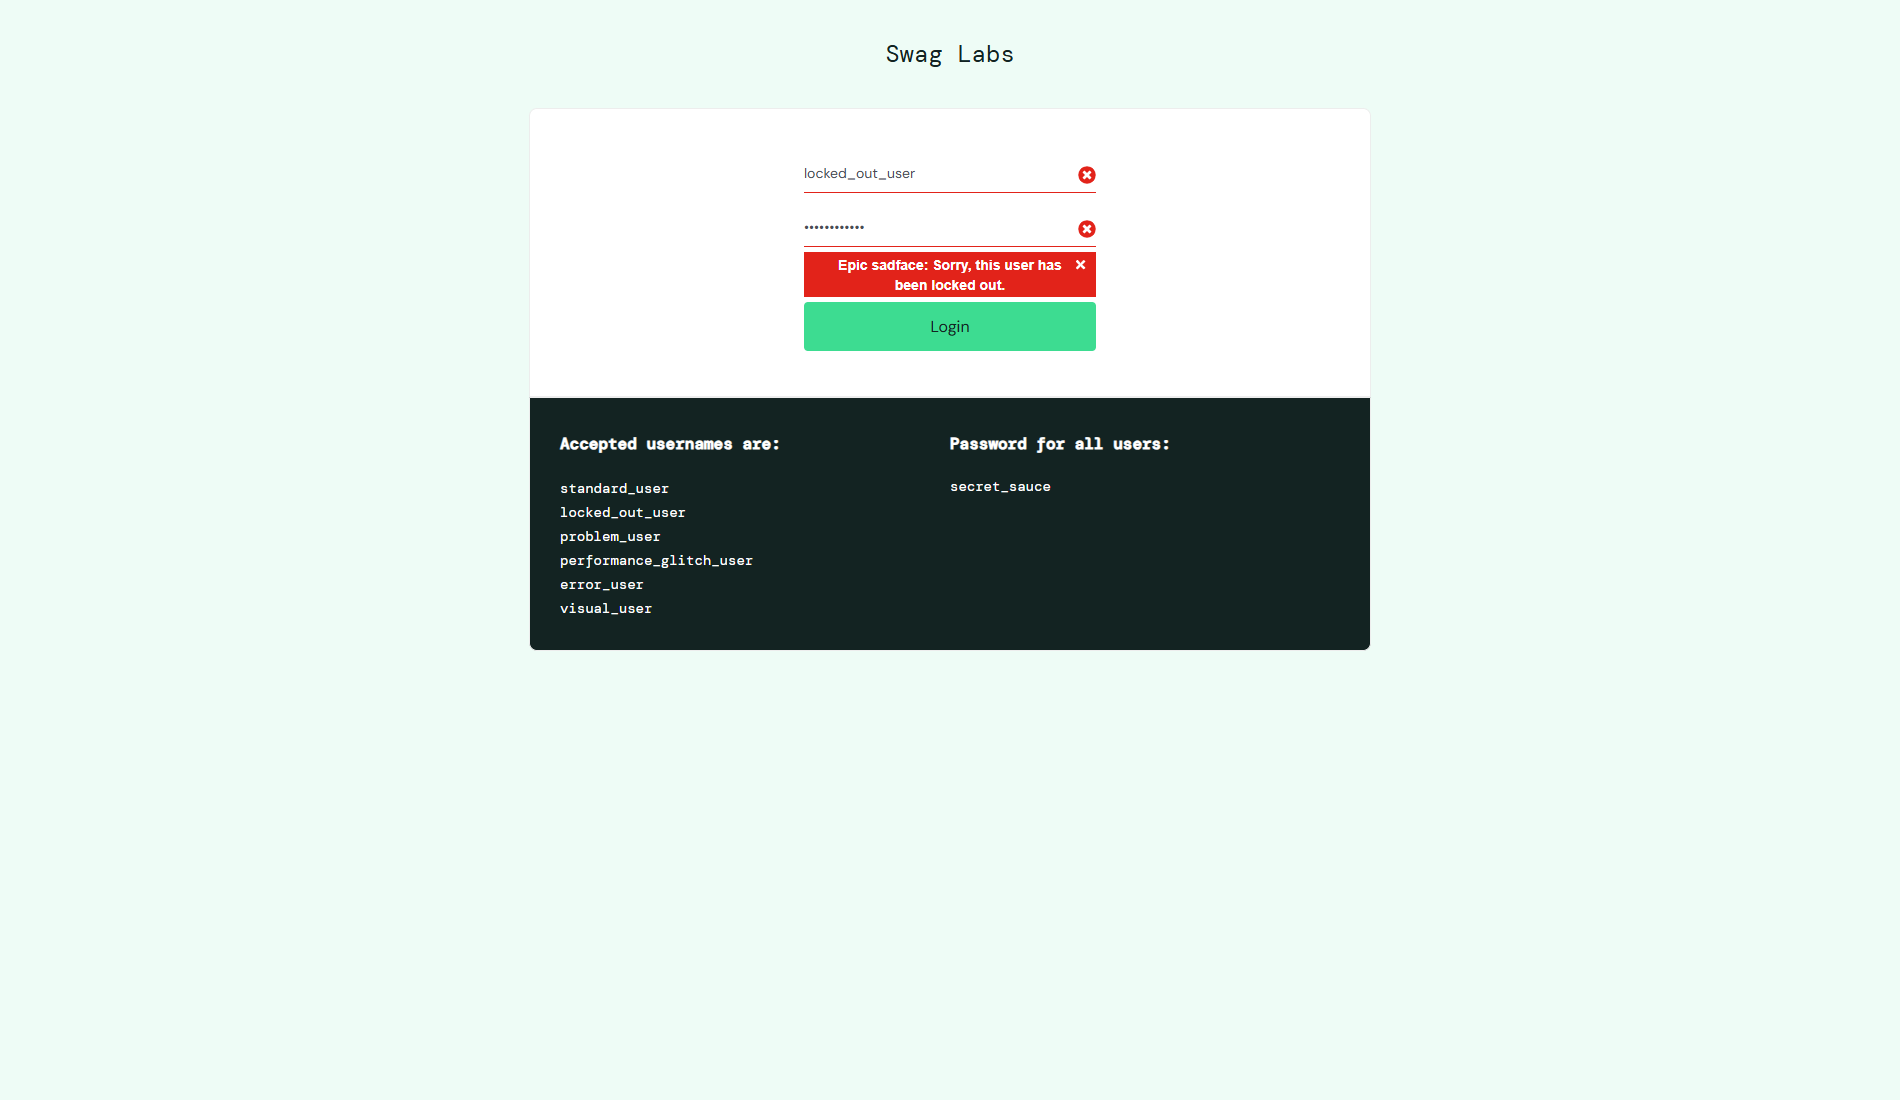 Swag Labs
locked_out_user
••••••••••••
Epic sadface: Sorry, this user has
been locked out.
Login
Accepted usernames are:
standard_user
locked_out_user
problem_user
performance_glitch_user
error_user
visual_user
Password for all users:
secret_sauce